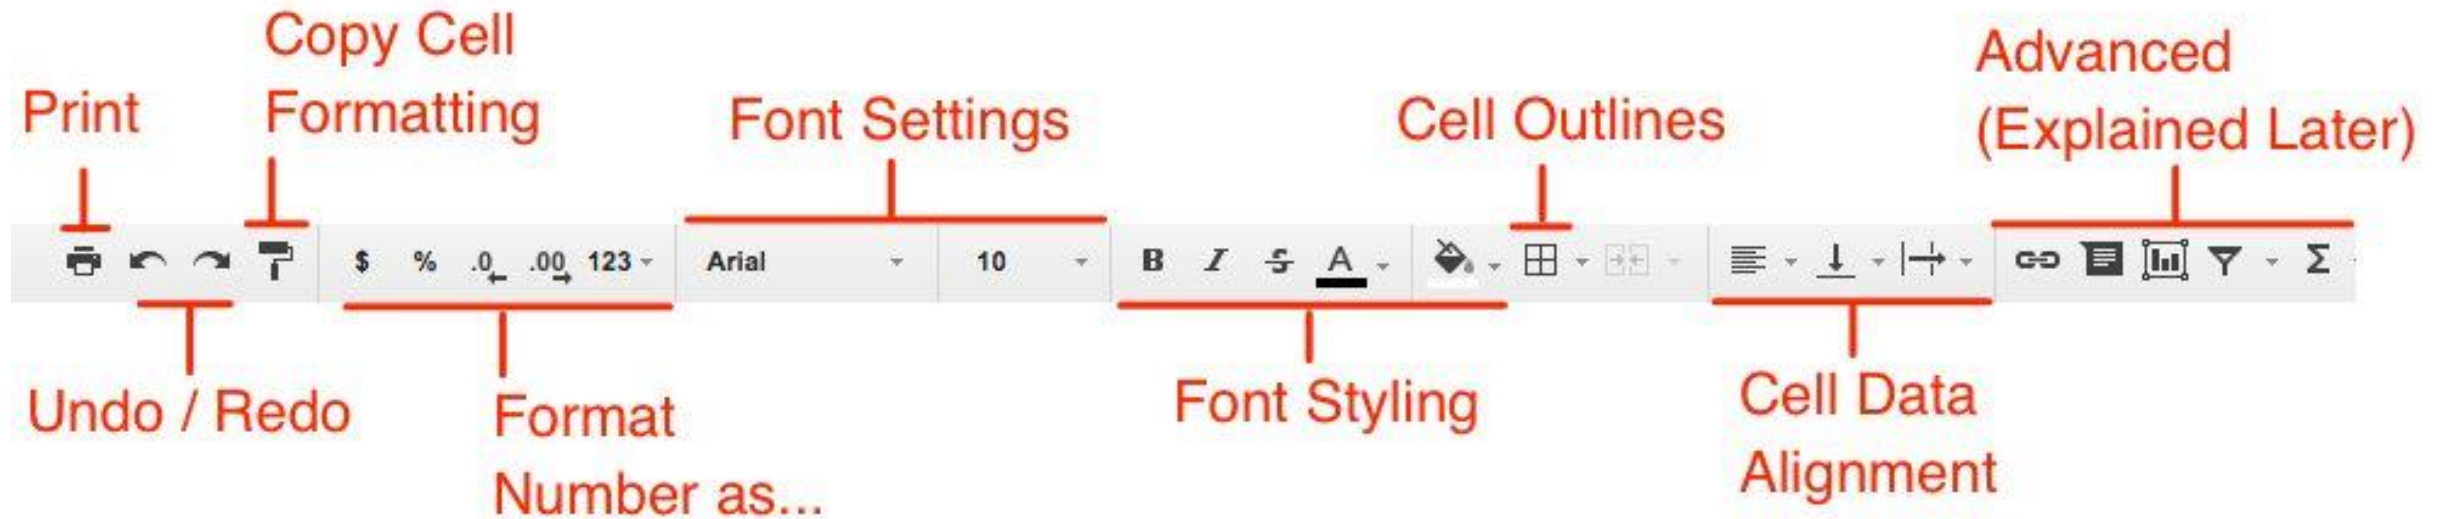 Copy Cell
Formatting
Print
Font Settings
Cell Outlines
Advanced
(Explained Later)
$ % .0 .00 123 Arial 10 B I S A Σ
Undo / Redo
Format
Number as...
Font Styling
Cell Data
Alignment